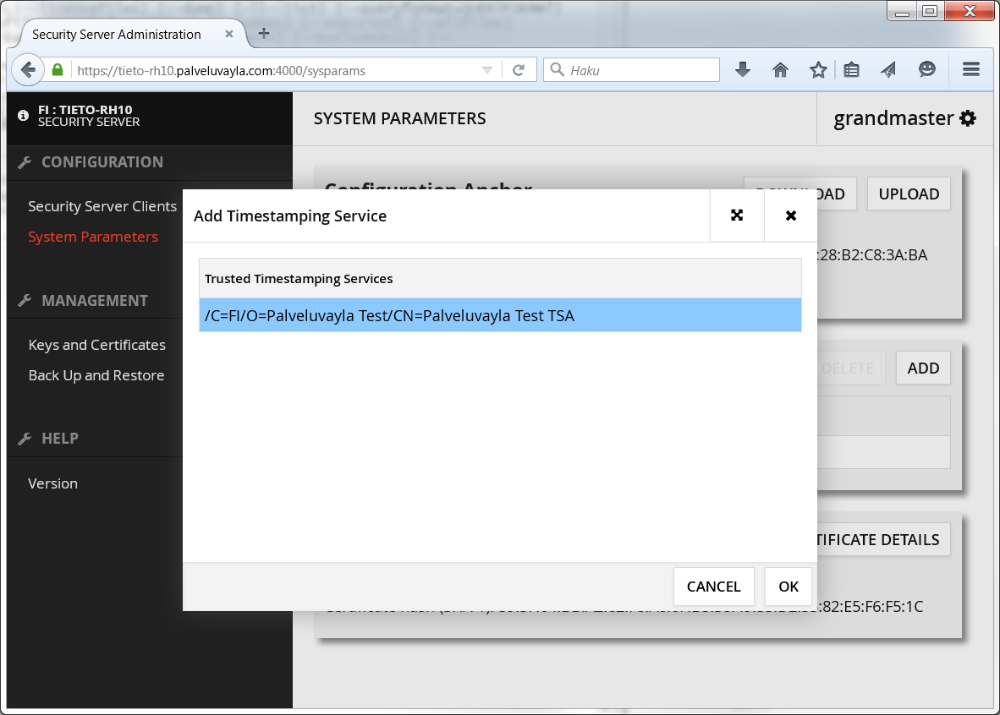 Security Server Administration
https://tieto-rh10.palveluvayla.com:4000/sysparams
Haku
FI : TIETO-RH10
SECURITY SERVER
SYSTEM PARAMETERS
grandmaster
CONFIGURATION
Security Server Clients
System Parameters
MANAGEMENT
Keys and Certificates
Back Up and Restore
HELP
Version
Configuration Anchor
UPLOAD
:28:B2:C8:3A:BA
DELETE
ADD
TIFICATE DETAILS
:82:E5:F6:F5:1C
Add Timestamping Service
Trusted Timestamping Services
/C=FI/O=Palveluvayla Test/CN=Palveluvayla Test TSA
CANCEL
OK